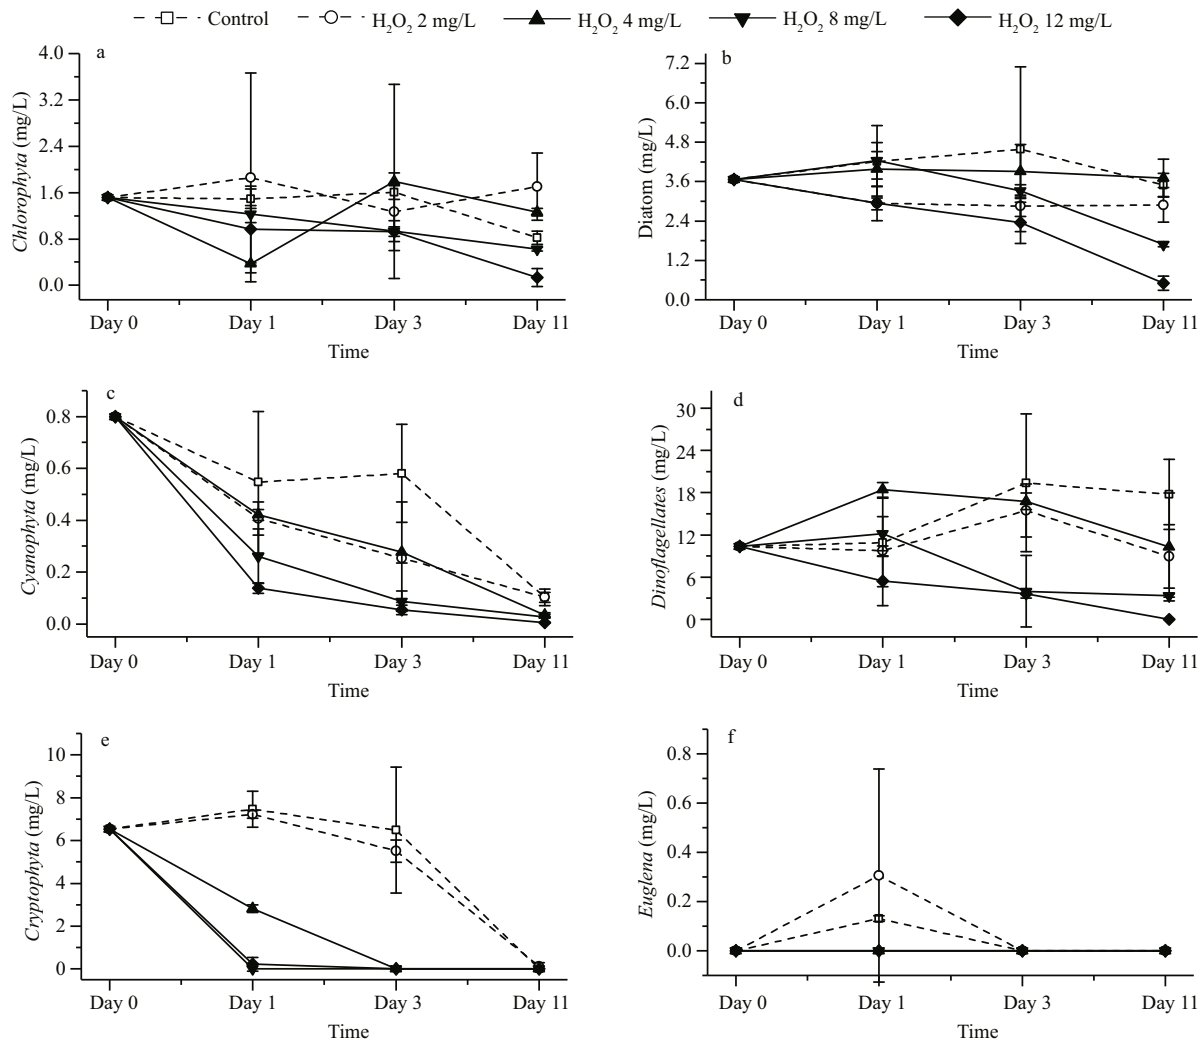 Control H₂O₂ 2 mg/L H₂O₂ 4 mg/L H₂O₂ 8 mg/L H₂O₂ 12 mg/L
a
Chlorophyta (mg/L)
4.0
3.2
2.4
1.6
0.8
0.0
Day 0 Day 1 Day 3 Day 11
Time
b
Diatom (mg/L)
7.2
6.0
4.8
3.6
2.4
1.2
0.0
Day 0 Day 1 Day 3 Day 11
Time
c
Cyanophyta (mg/L)
0.8
0.6
0.4
0.2
0.0
Day 0 Day 1 Day 3 Day 11
Time
d
Dinoflagellates (mg/L)
30
24
18
12
6
0
Day 0 Day 1 Day 3 Day 11
Time
e
Cryptophyta (mg/L)
10
8
6
4
2
0
Day 0 Day 1 Day 3 Day 11
Time
f
Euglena (mg/L)
0.8
0.6
0.4
0.2
0.0
Day 0 Day 1 Day 3 Day 11
Time